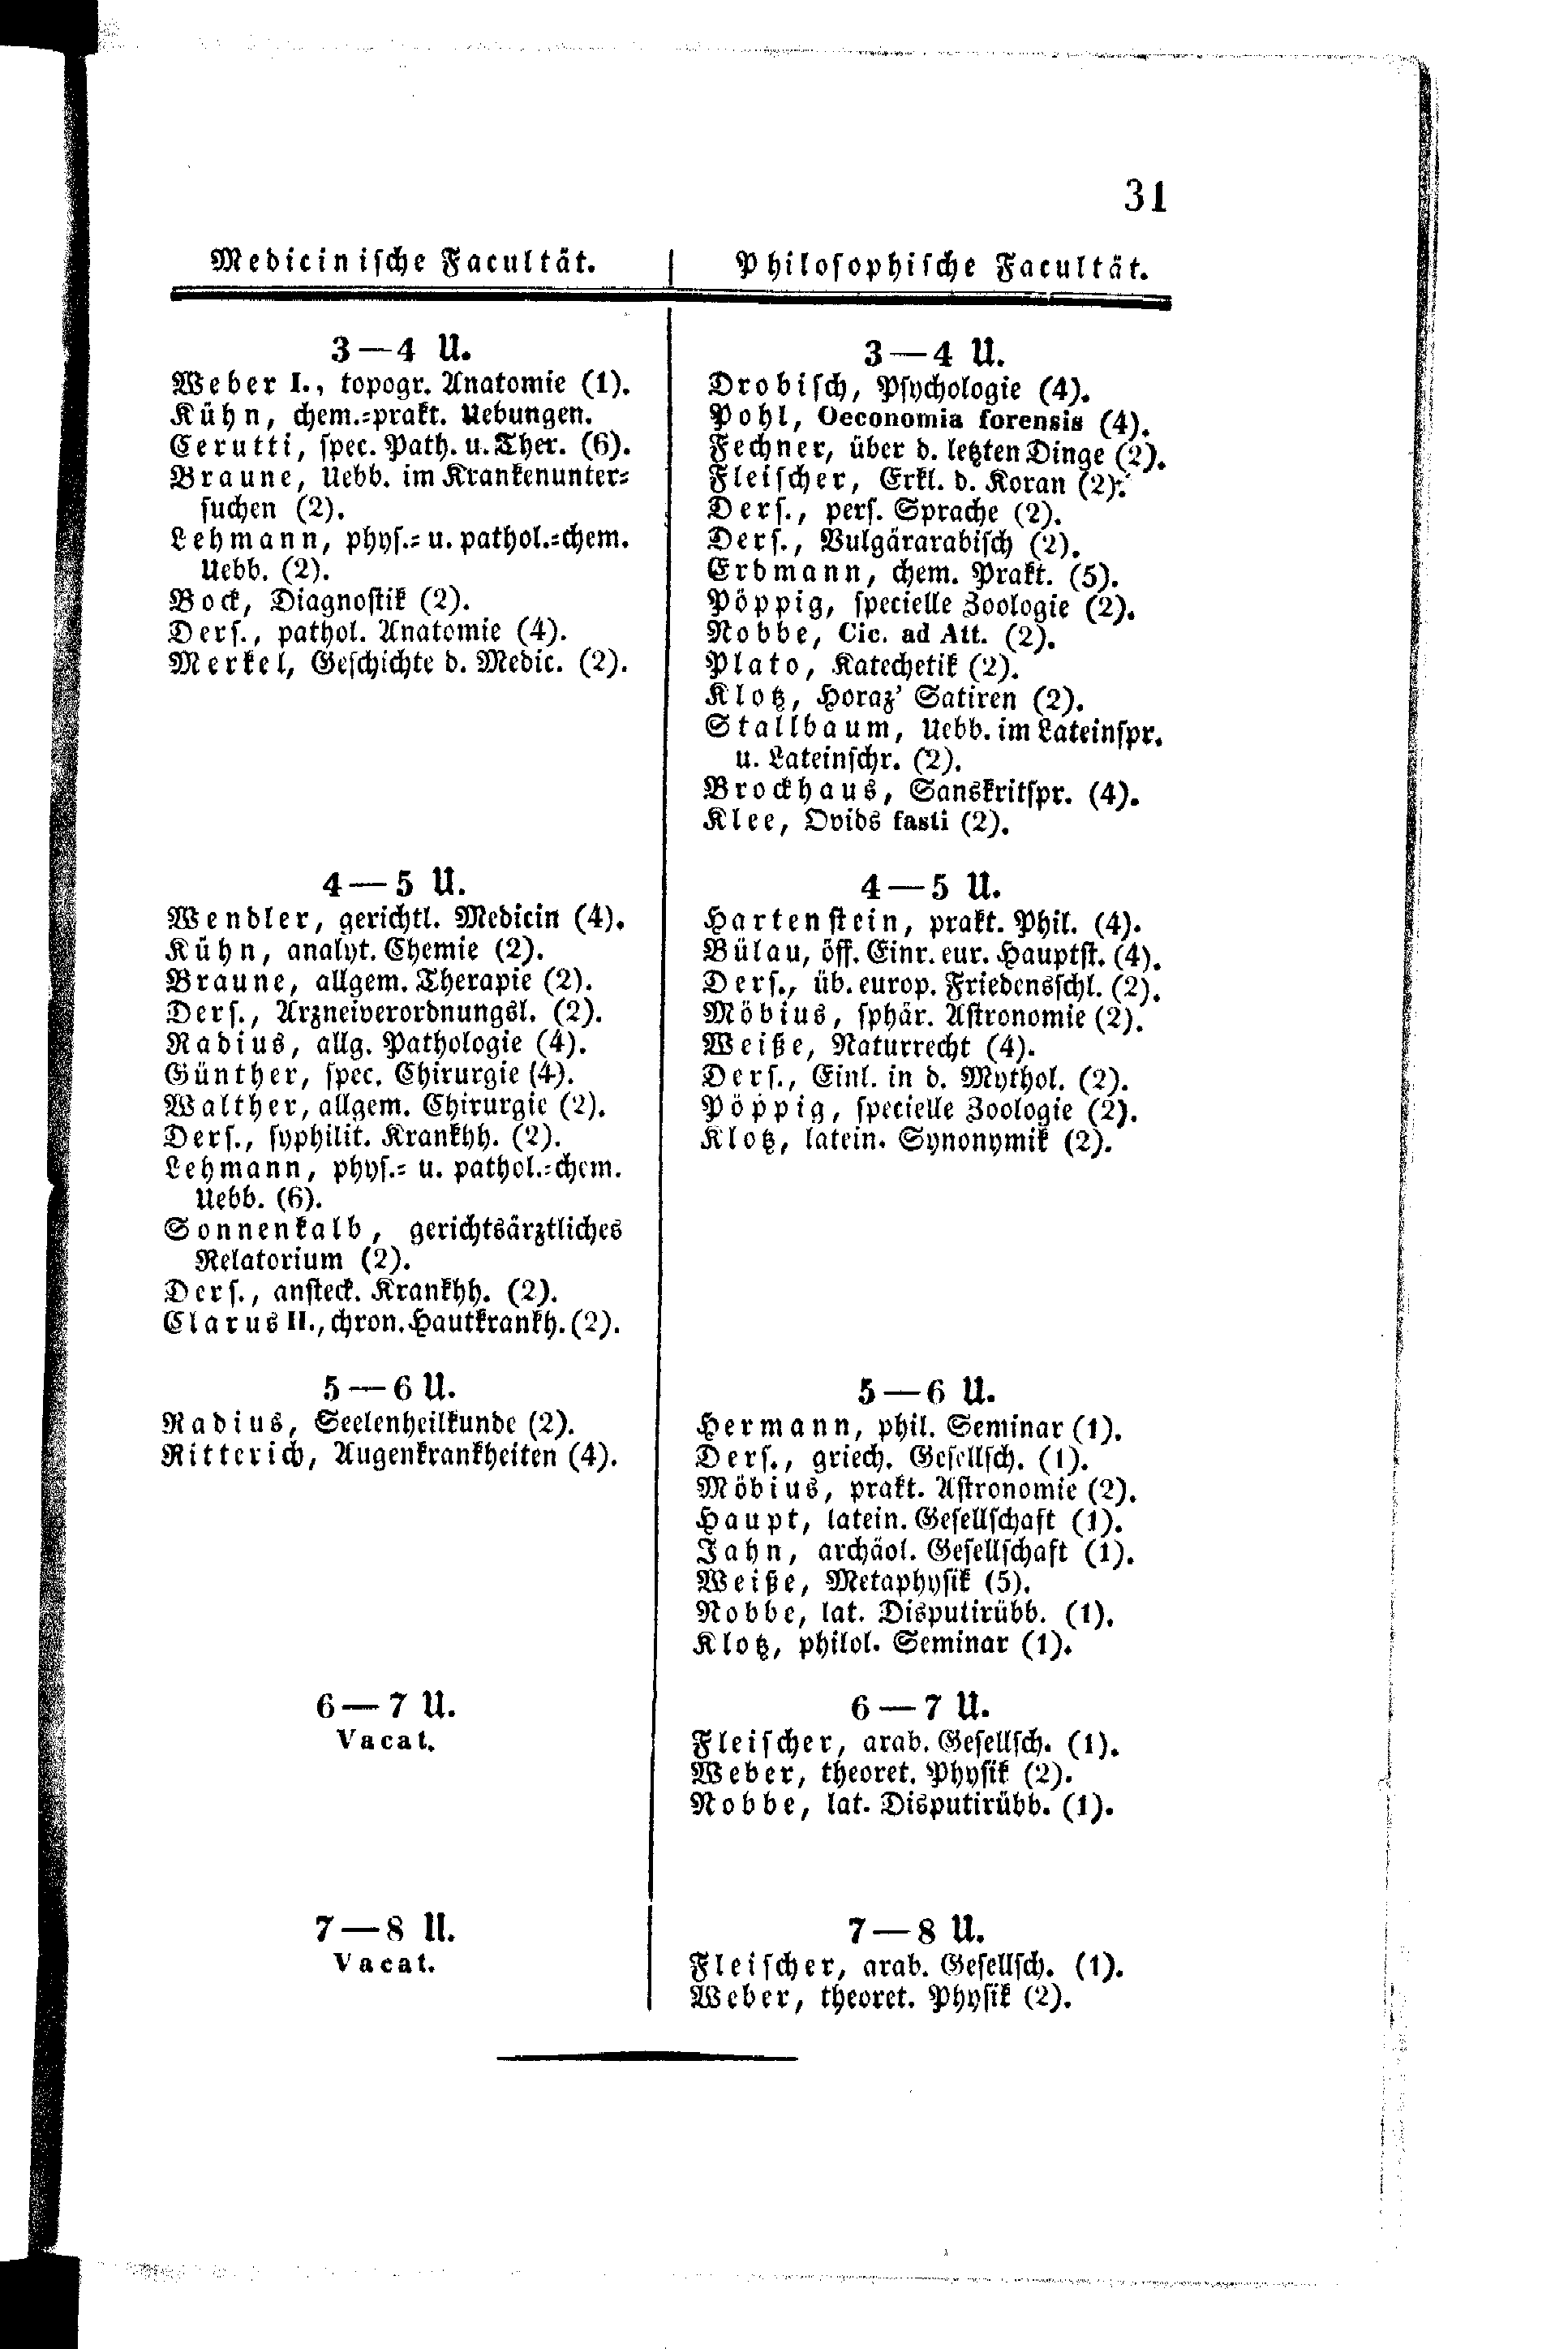 31
Medicinische Facultät.
3—4 U.
Weber I., topogr. Anatomie (1).
Kühn, chem.-prakt. Uebungen.
Cerutti, spec. Path. u. Ther. (6).
Braune, Uebb. im Krankenunter-
suchen (2).
Lehmann, phys.- u. pathol.-chem.
Uebb. (2).
Bock, Diagnostik (2).
Ders., pathol. Anatomie (4).
Merkel, Geschichte d. Medic. (2).
4—5 U.
Wendler, gerichtl. Medicin (4).
Kühn, analyt. Chemie (2).
Braune, allgem. Therapie (2).
Ders., Arzneiverordnungsl. (2).
Radius, allg. Pathologie (4).
Günther, spec. Chirurgie (4).
Walther, allgem. Chirurgie (2).
Ders., syphilit. Krankhh. (2).
Lehmann, phys.- u. pathol.-chem.
Uebb. (6).
Sonnenkalb, gerichtsärztliches
Relatorium (2).
Ders., ansteck. Krankhh. (2).
Clarus II., chron. Hautkrankh. (2).
5—6 U.
Radius, Seelenheilkunde (2).
Ritterich, Augenkrankheiten (4).
6—7 U.
Vacat.
7—8 U.
Vacat.
Philosophische Facultät.
3—4 U.
Drobisch, Psychologie (4).
Pohl, Oeconomia forensis (4).
Fechner, über d. letzten Dinge (2).
Fleischer, Erkl. d. Koran (2).
Ders., pers. Sprache (2).
Ders., Vulgärarabisch (2).
Erdmann, chem. Prakt. (5).
Pöppig, specielle Zoologie (2).
Nobbe, Cic. ad Att. (2).
Plato, Katechetik (2).
Klotz, Horaz' Satiren (2).
Stallbaum, Uebb. im Lateinspr.
u. Lateinschr. (2).
Brockhaus, Sanskritspr. (4).
Klee, Ovids fasti (2).
4—5 U.
Hartenstein, prakt. Phil. (4).
Bülau, öff. Einr. eur. Hauptst. (4).
Ders., üb. europ. Friedensschl. (2).
Möbius, sphär. Astronomie (2).
Weiße, Naturrecht (4).
Ders., Einl. in d. Mythol. (2).
Pöppig, specielle Zoologie (2).
Klotz, latein. Synonymik (2).
5—6 U.
Hermann, phil. Seminar (1).
Ders., griech. Gesellsch. (1).
Möbius, prakt. Astronomie (2).
Haupt, latein. Gesellschaft (1).
Jahn, archäol. Gesellschaft (1).
Weiße, Metaphysik (5).
Nobbe, lat. Disputirübb. (1).
Klotz, philol. Seminar (1).
6—7 U.
Fleischer, arab. Gesellsch. (1).
Weber, theoret. Physik (2).
Nobbe, lat. Disputirübb. (1).
7—8 U.
Fleischer, arab. Gesellsch. (1).
Weber, theoret. Physik (2).